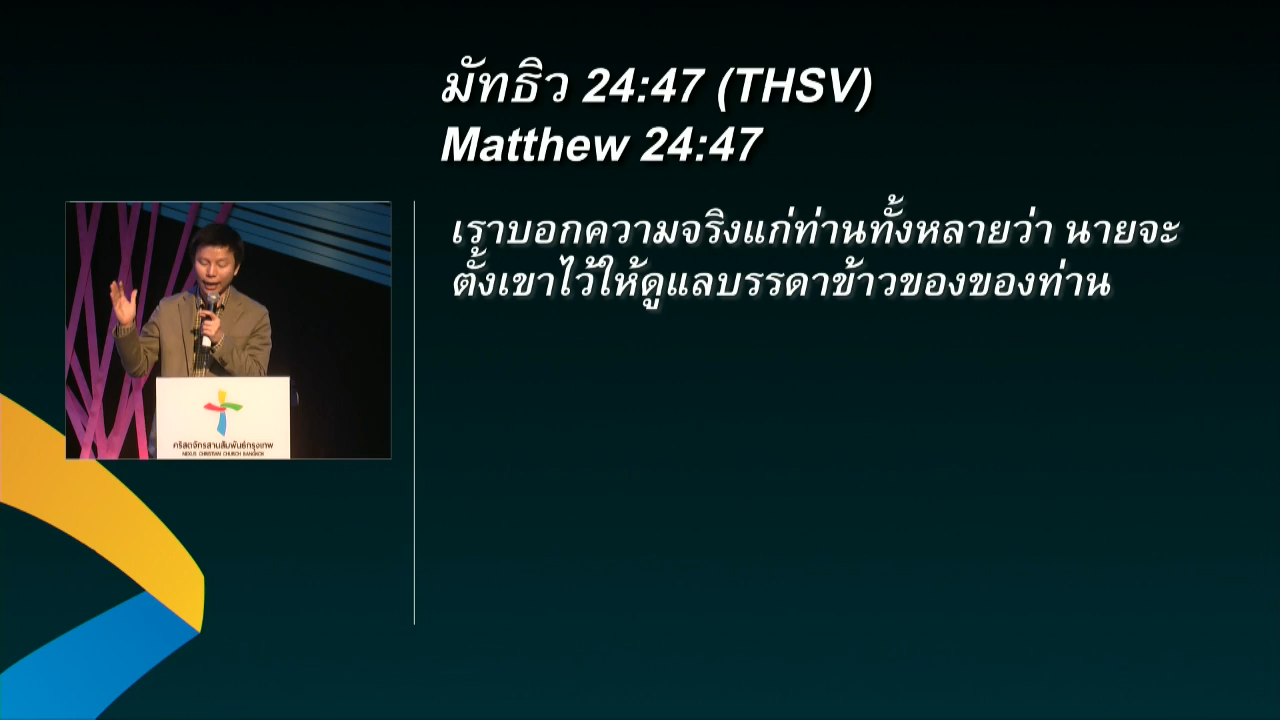 มัทธิว 24:47 (THSV)
Matthew 24:47
เราบอกความจริงแก่ท่านทั้งหลายว่า นายจะ
ตั้งเขาไว้ให้ดูแลบรรดาข้าวของของท่าน
คริสตจักรสานสัมพันธ์กรุงเทพ
NEXUS CHRISTIAN CHURCH BANGKOK